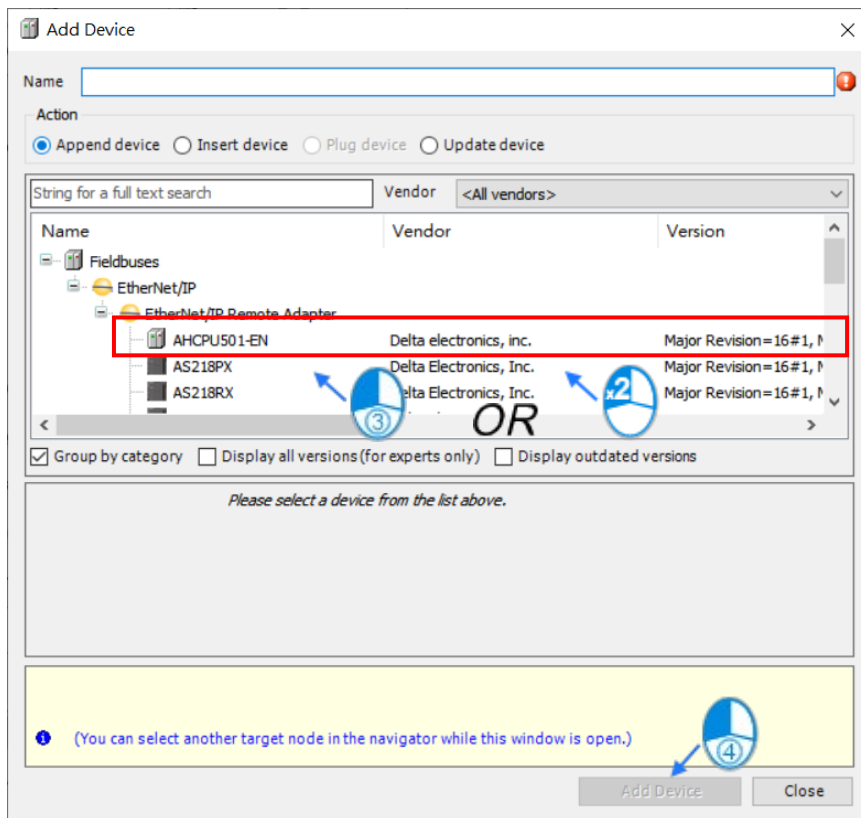 Add Device
Name
Action
Append device Insert device Plug device Update device
String for a full text search Vendor <All vendors>
Name Vendor Version
Fieldbuses
EtherNet/IP
EtherNet/IP Remote Adapter
AHCPU501-EN Delta electronics, inc. Major Revision=16#1,
AS218PX Delta Electronics, Inc. Major Revision=16#1,
x2
AS218RX Delta Electronics, Inc. Major Revision=16#1,
③
OR
Group by category Display all versions(for experts only) Display outdated versions
Please select a device from the list above.
(You can select another target node in the navigator while this window is open.)
④
Add Device Close